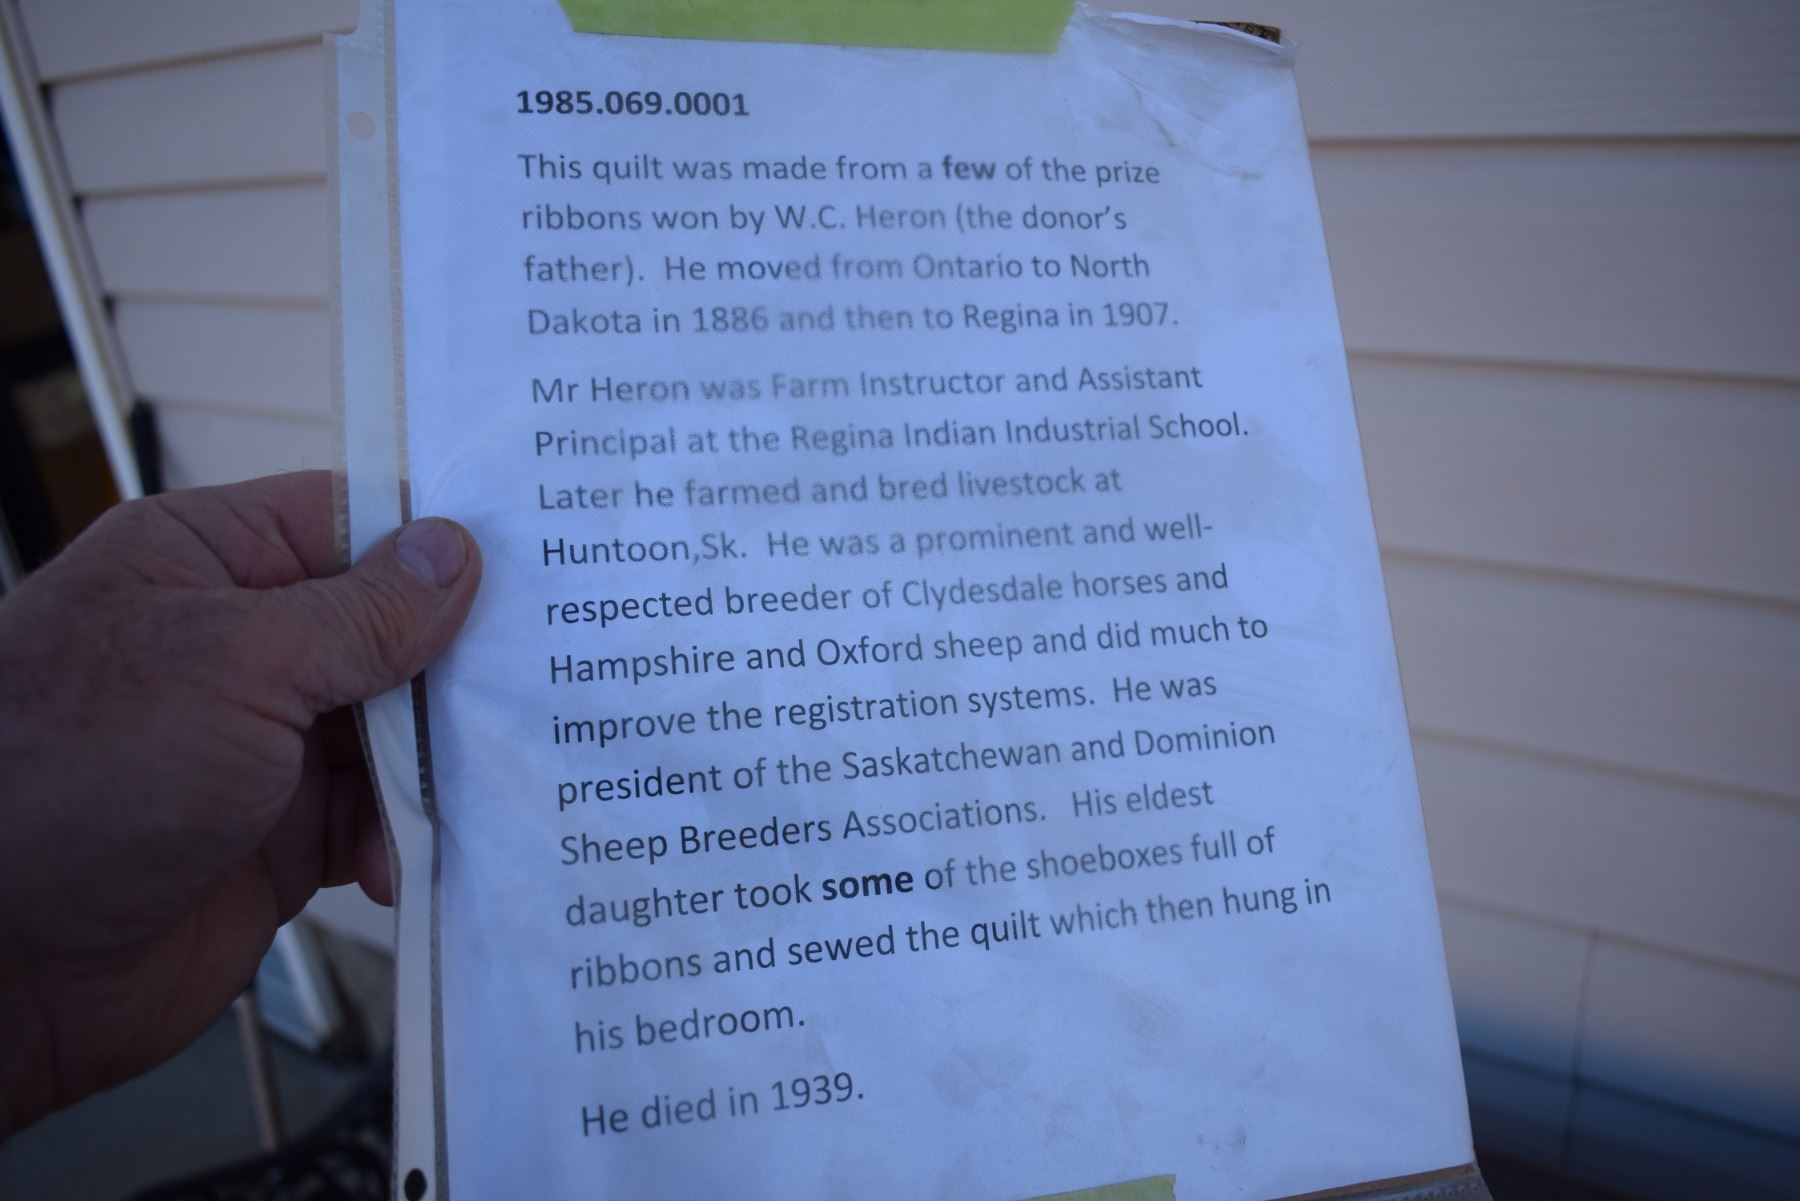 1985.069.0001
This quilt was made from a few of the prize
ribbons won by W.C. Heron (the donor's
father).  He moved from Ontario to North
Dakota in 1886 and then to Regina in 1907.
Mr Heron was Farm Instructor and Assistant
Principal at the Regina Indian Industrial School.
Later he farmed and bred livestock at
Huntoon,Sk.  He was a prominent and well-
respected breeder of Clydesdale horses and
Hampshire and Oxford sheep and did much to
improve the registration systems.  He was
president of the Saskatchewan and Dominion
Sheep Breeders Associations.   His eldest
daughter took some of the shoeboxes full of
ribbons and sewed the quilt which then hung in
his bedroom.
He died in 1939.